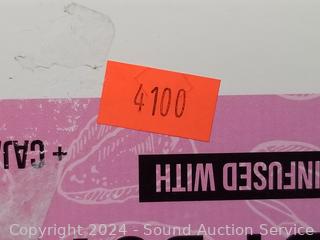 4100
INFUSED WITH
Copyright 2024 - Sound Auction Service